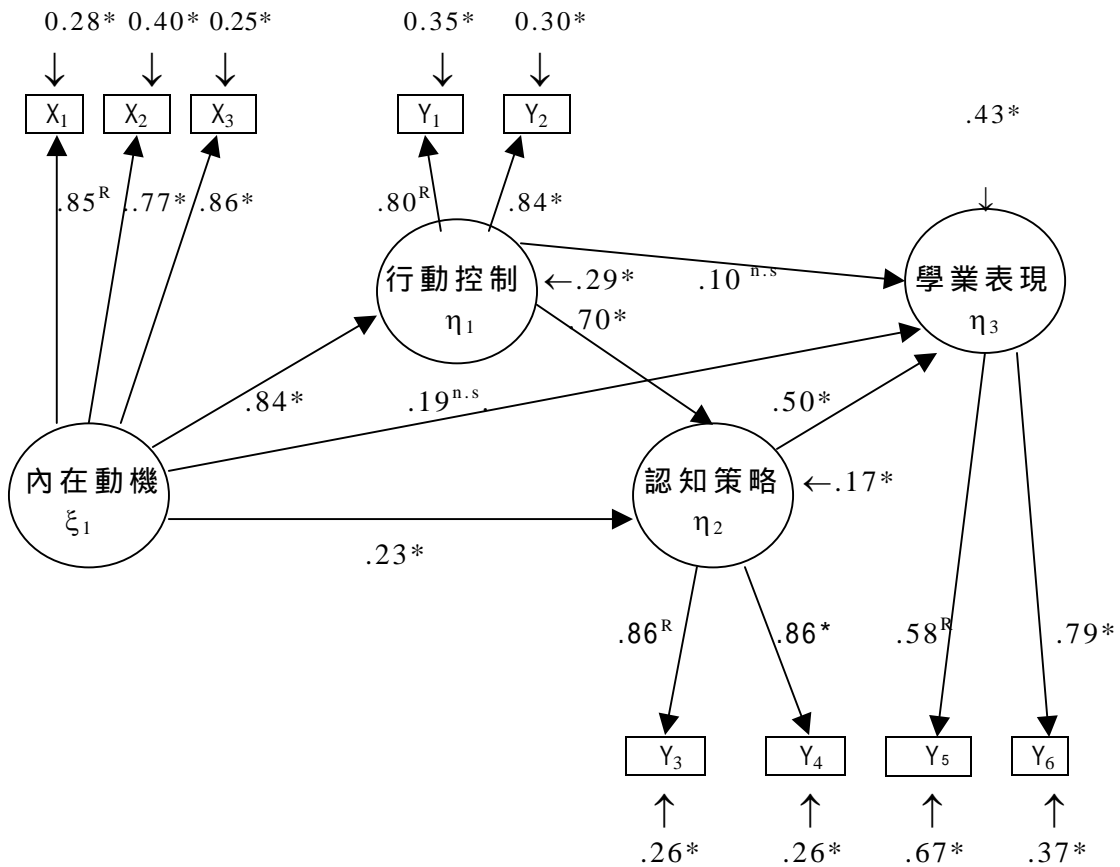 0.28* 0.40* 0.25* 0.35* 0.30*
X₁ X₂ X₃ Y₁ Y₂
.43*
.85ᴿ ..77* .86* .80ᴿ .84*
行動控制 ←.29* .10 ⁿ·ˢ 學業表現
η₁ .70* η₃
.84* .19ⁿ·ˢ· .50*
內在動機 認知策略 ←.17*
ξ₁ η₂
.23*
.86ᴿ .86* .58ᴿ .79*
Y₃ Y₄ Y₅ Y₆
.26* .26* .67* .37*